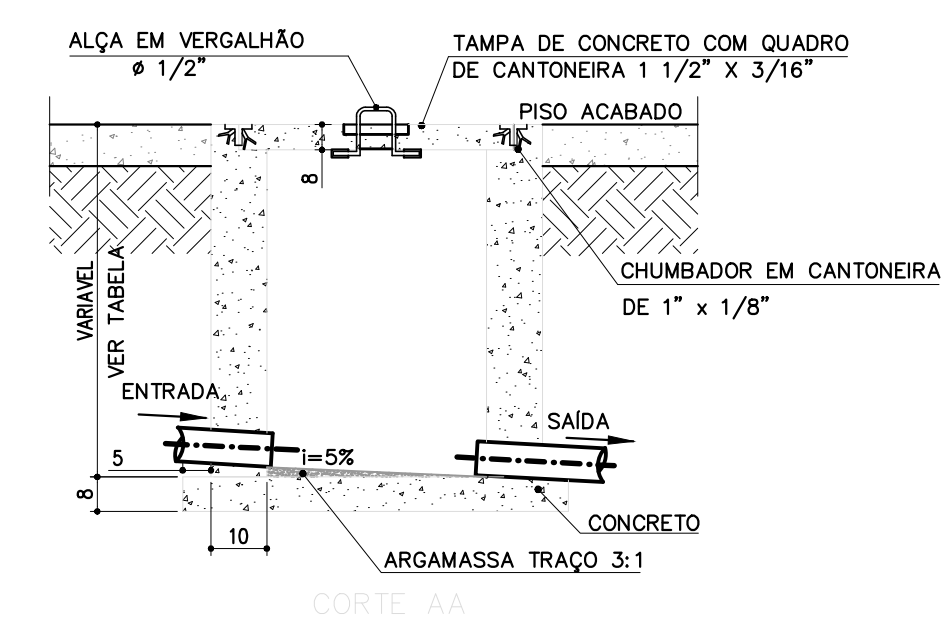 ALÇA EM VERGALHÃO
ø 1/2"
TAMPA DE CONCRETO COM QUADRO
DE CANTONEIRA 1 1/2" X 3/16"
PISO ACABADO
8
CHUMBADOR EM CANTONEIRA
DE 1" x 1/8"
VARIAVEL
VER TABELA
ENTRADA
SAÍDA
5
i=5%
8
10
CONCRETO
ARGAMASSA TRAÇO 3:1
CORTE AA